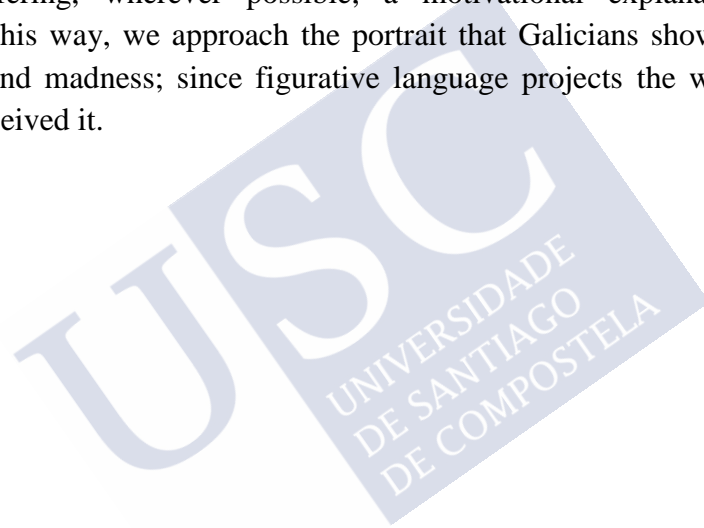 fering, wherever possible, a motivational explana
his way, we approach the portrait that Galicians show
nd madness; since figurative language projects the w
eived it.
USC
UNIVERSIDADE
DE SANTIAGO
DE COMPOSTELA